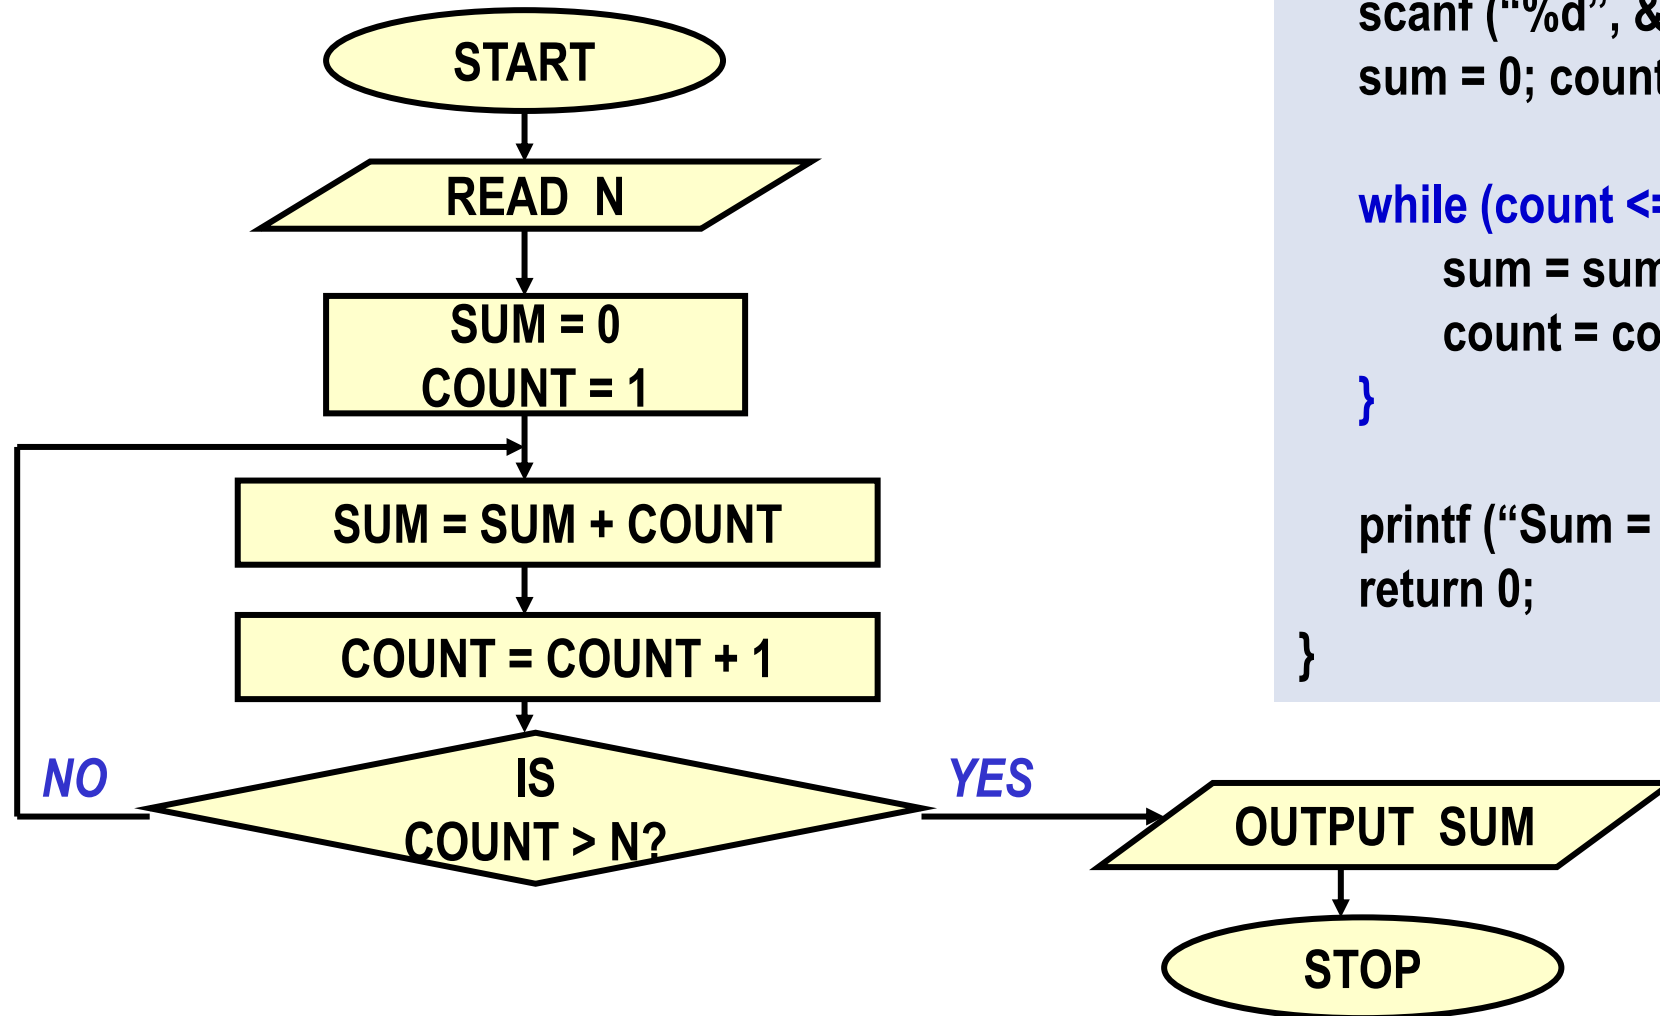 START
READ N
SUM = 0
COUNT = 1
SUM = SUM + COUNT
COUNT = COUNT + 1
IS
COUNT > N?
NO
YES
OUTPUT SUM
STOP
scanf (“%d”, &
sum = 0; count
while (count <=
sum = sum
count = co
}
printf (“Sum =
return 0;
}